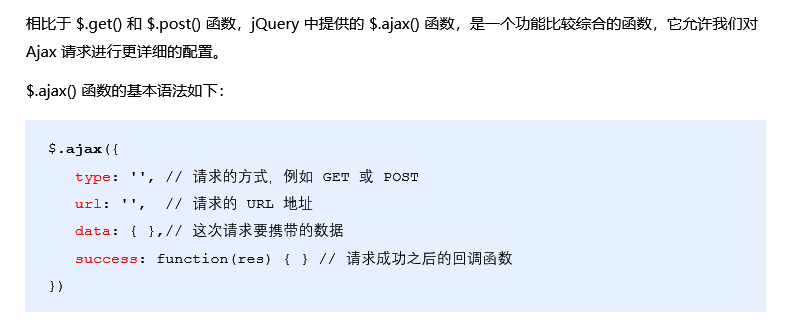 相比于 $.get() 和 $.post() 函数，jQuery 中提供的 $.ajax() 函数，是一个功能比较综合的函数，它允许我们对
Ajax 请求进行更详细的配置。
$.ajax() 函数的基本语法如下：
$.ajax({
type: '', // 请求的方式，例如 GET 或 POST
url: '', // 请求的 URL 地址
data: { },// 这次请求要携带的数据
success: function(res) { } // 请求成功之后的回调函数
})